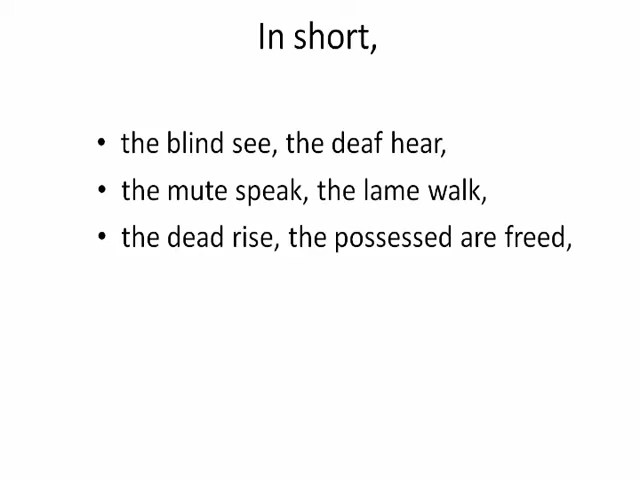 In short,
• the blind see, the deaf hear,
• the mute speak, the lame walk,
• the dead rise, the possessed are freed,